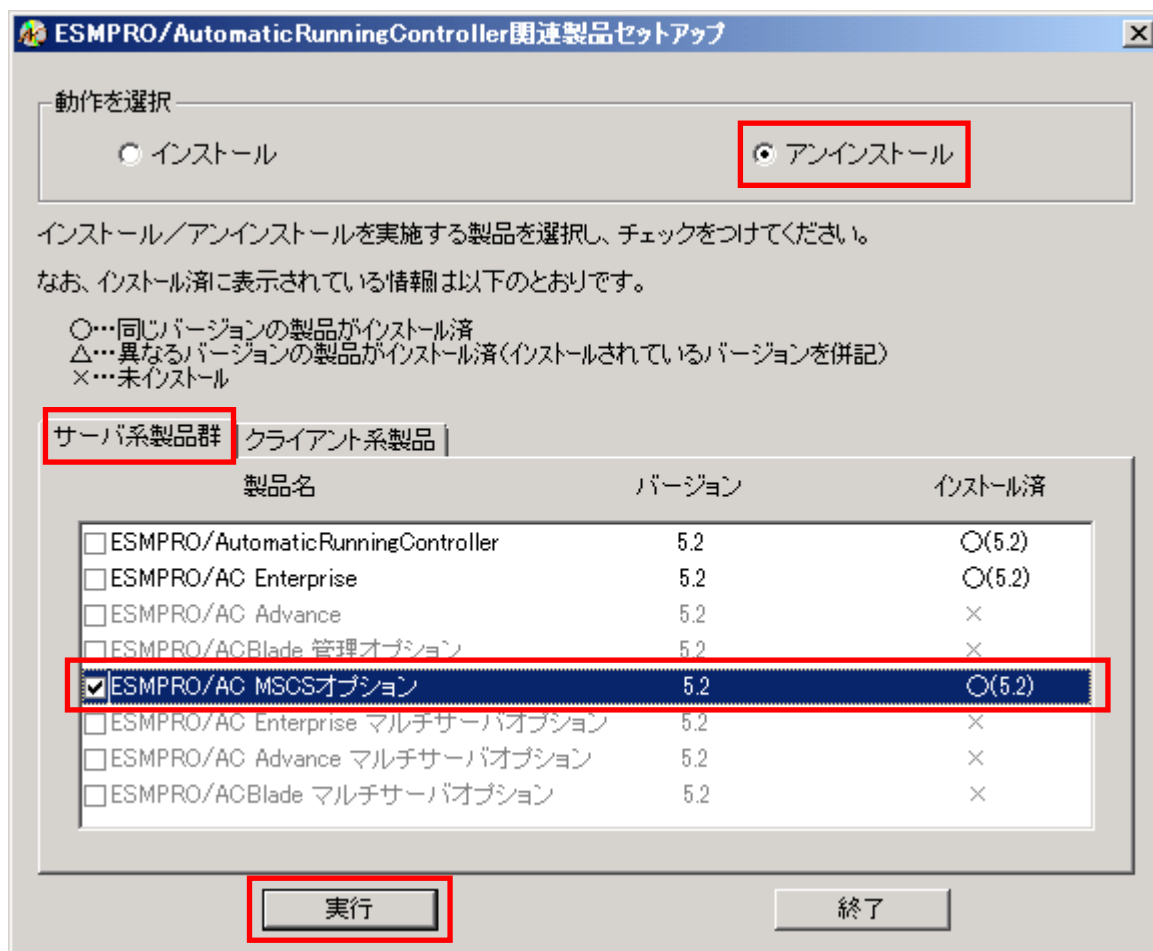 ESMPRO/AutomaticRunningController関連製品セットアップ
動作を選択
インストール アンインストール
インストール／アンインストールを実施する製品を選択し、チェックをつけてください。
なお、インストール済に表示されている情報は以下のとおりです。
○…同じバージョンの製品がインストール済
△…異なるバージョンの製品がインストール済(インストールされているバージョンを併記)
×…未インストール
サーバ系製品群 クライアント系製品
製品名 バージョン インストール済
ESMPRO/AutomaticRunningController 5.2 ○(5.2)
ESMPRO/AC Enterprise 5.2 ○(5.2)
ESMPRO/AC Advance 5.2 ×
ESMPRO/ACBlade 管理オプション 5.2 ×
ESMPRO/AC MSCSオプション 5.2 ○(5.2)
ESMPRO/AC Enterprise マルチサーバオプション 5.2 ×
ESMPRO/AC Advance マルチサーバオプション 5.2 ×
ESMPRO/ACBlade マルチサーバオプション 5.2 ×
実行 終了